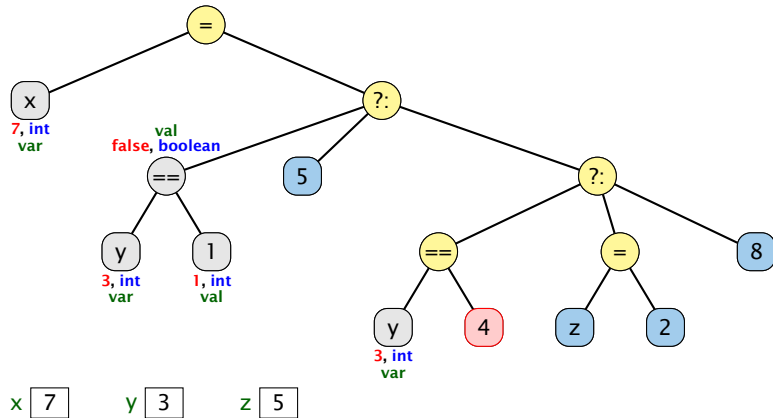 =
x
7, int
var
?:
val
false, boolean
==
5
?:
y
3, int
var
1
1, int
val
==
=
8
y
3, int
var
4
z
2
x 7 y 3 z 5